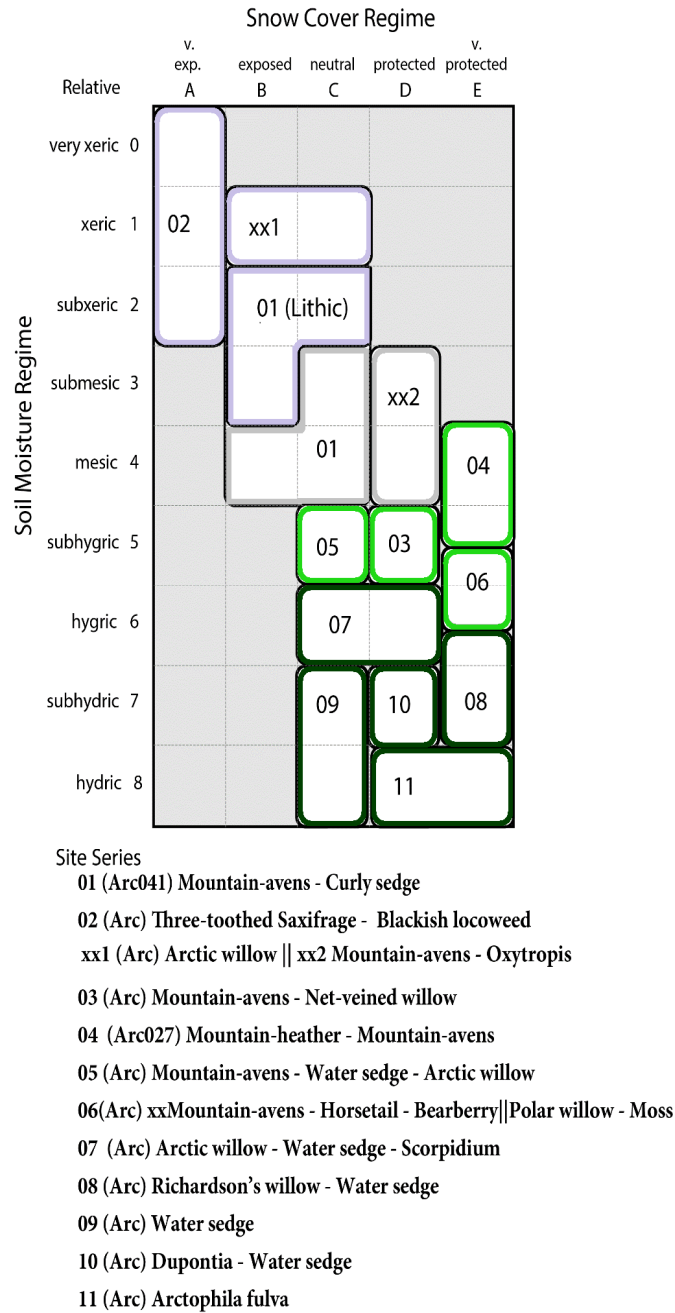 Snow Cover Regime
v. v.
exp. exposed neutral protected protected
Relative A B C D E
very xeric 0
xeric 1 02 xx1
subxeric 2 01 (Lithic)
submesic 3 xx2
mesic 4 01 04
subhygric 5 05 03
06
hygric 6 07
subhydric 7 09 10 08
hydric 8 11
Soil Moisture Regime
Site Series
01 (Arc041) Mountain-avens - Curly sedge
02 (Arc) Three-toothed Saxifrage - Blackish locoweed
xx1 (Arc) Arctic willow || xx2 Mountain-avens - Oxytropis
03 (Arc) Mountain-avens - Net-veined willow
04 (Arc027) Mountain-heather - Mountain-avens
05 (Arc) Mountain-avens - Water sedge - Arctic willow
06(Arc) xxMountain-avens - Horsetail - Bearberry||Polar willow - Moss
07 (Arc) Arctic willow - Water sedge - Scorpidium
08 (Arc) Richardson's willow - Water sedge
09 (Arc) Water sedge
10 (Arc) Dupontia - Water sedge
11 (Arc) Arctophila fulva